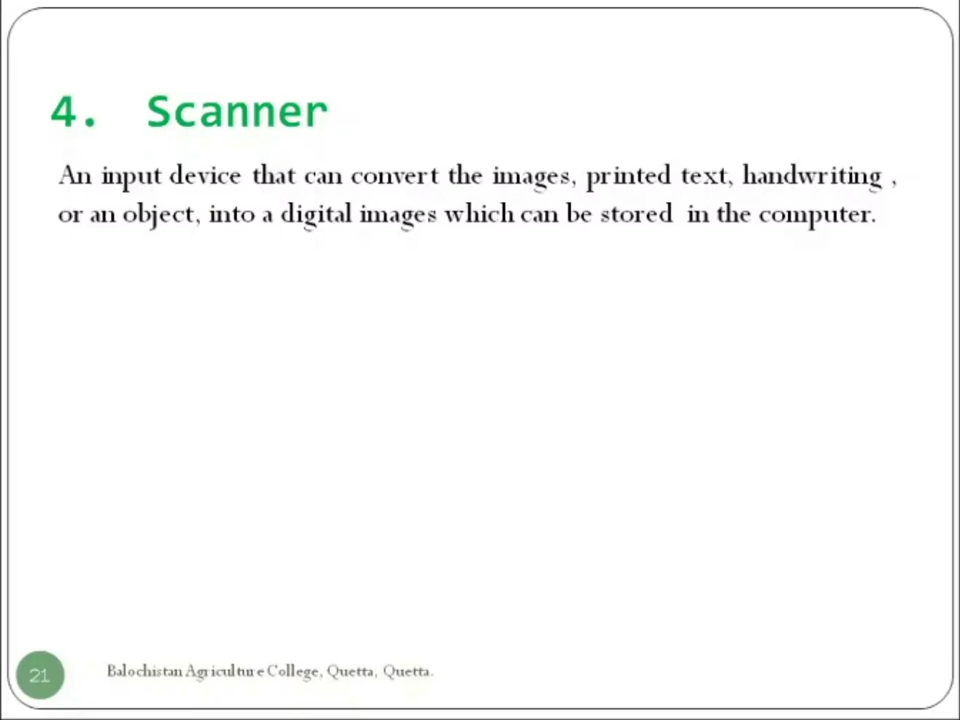 4. Scanner
An input device that can convert the images, printed text, handwriting ,
or an object, into a digital images which can be stored in the computer.
21
Balochistan Agriculture College, Quetta, Quetta.